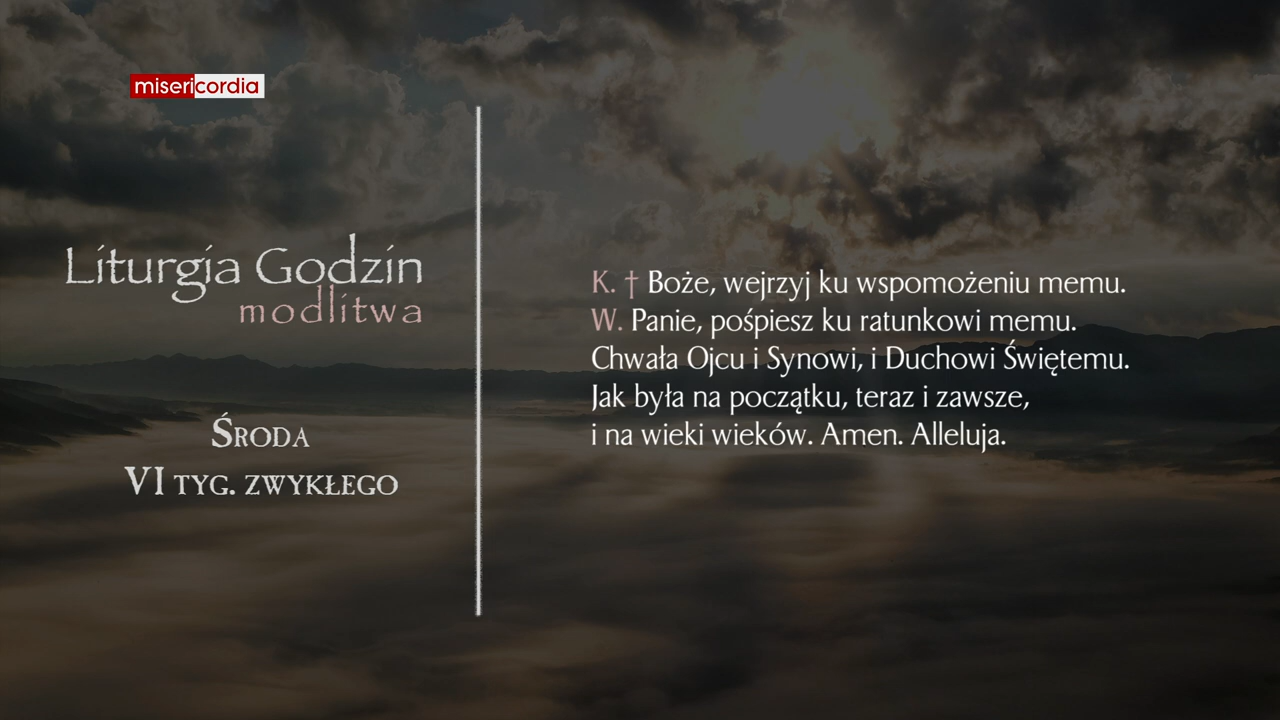 misericordia
Liturgia Godzin
modlitwa
Środa
VI tyg. zwykłego
K. † Boże, wejrzyj ku wspomożeniu memu.
W. Panie, pośpiesz ku ratunkowi memu.
Chwała Ojcu i Synowi, i Duchowi Świętemu.
Jak była na początku, teraz i zawsze,
i na wieki wieków. Amen. Alleluja.